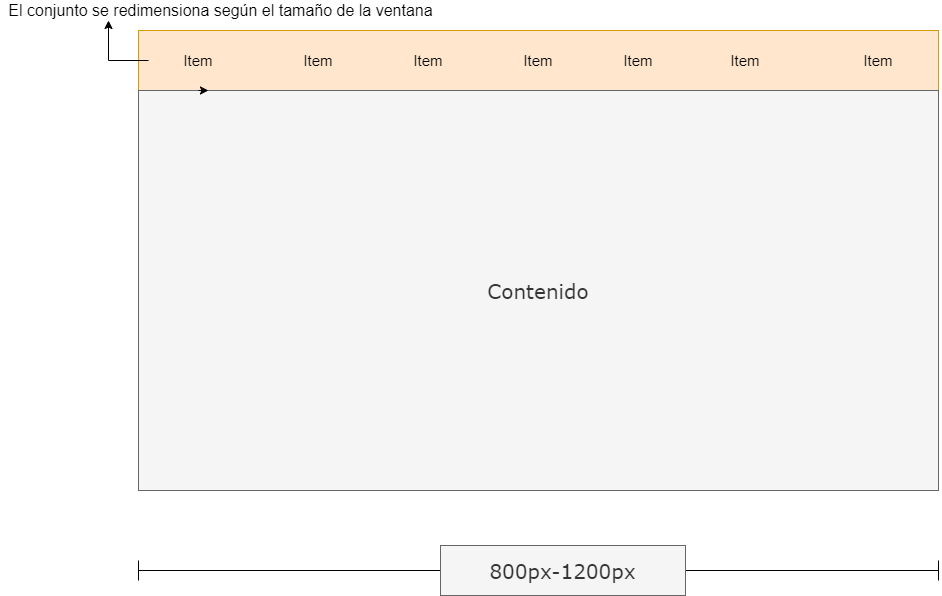 El conjunto se redimensiona según el tamaño de la ventana
Item Item Item Item Item Item Item
Contenido
800px-1200px